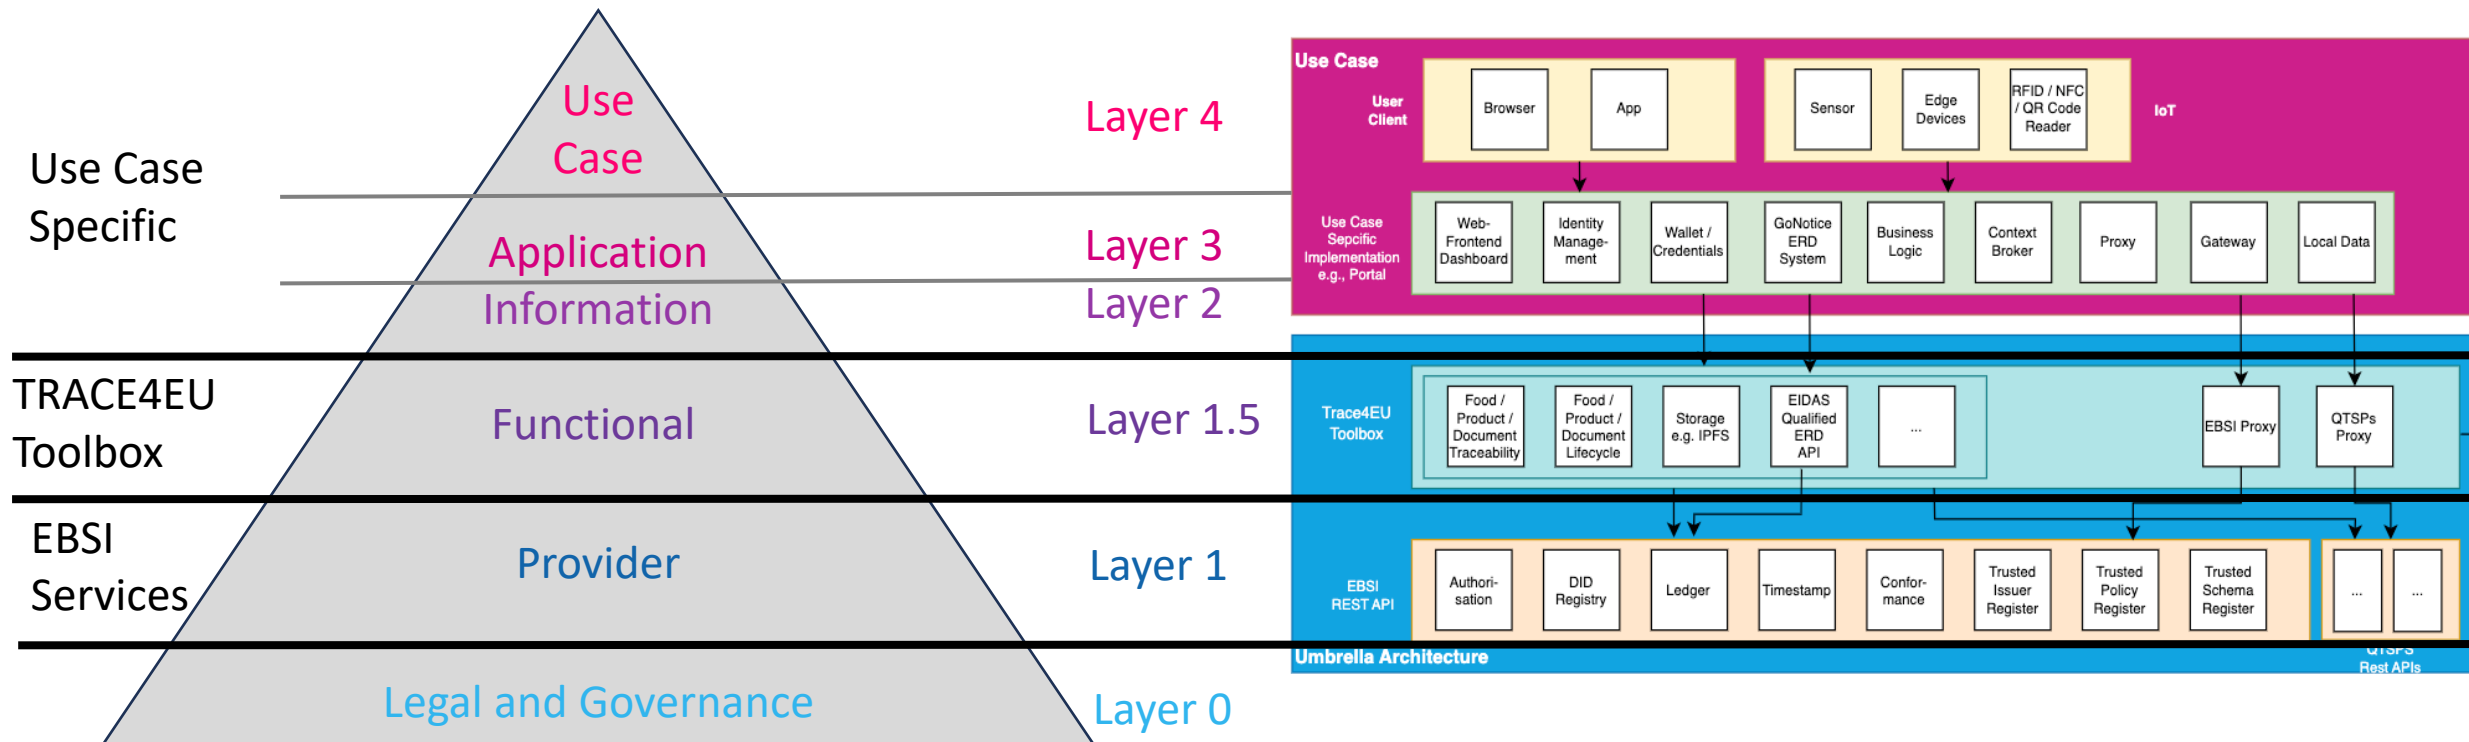 Use Case
Specific
TRACE4EU
Toolbox
EBSI
Services
Use
Case
Application
Information
Functional
Provider
Legal and Governance
Layer 4
Layer 3
Layer 2
Layer 1.5
Layer 1
Layer 0
Use Case
User
Client
Browser
App
Sensor
Edge
Devices
RFID / NFC
/ QR Code
Reader
IoT
Use Case
Sepcific
Implementation
e.g., Portal
Web-
Frontend
Dashboard
Identity
Manage-
ment
Wallet /
Credentials
GoNotice
ERD
System
Business
Logic
Context
Broker
Proxy
Gateway
Local Data
Trace4EU
Toolbox
Food /
Product /
Document
Traceability
Food /
Product /
Document
Lifecycle
Storage
e.g. IPFS
EIDAS
Qualified
ERD
API
...
EBSI Proxy
QTSPs
Proxy
EBSI
REST API
Authori-
sation
DID
Registry
Ledger
Timestamp
Confor-
mance
Trusted
Issuer
Register
Trusted
Policy
Register
Trusted
Schema
Register
...
...
Umbrella Architecture
QTSPS
Rest APIs